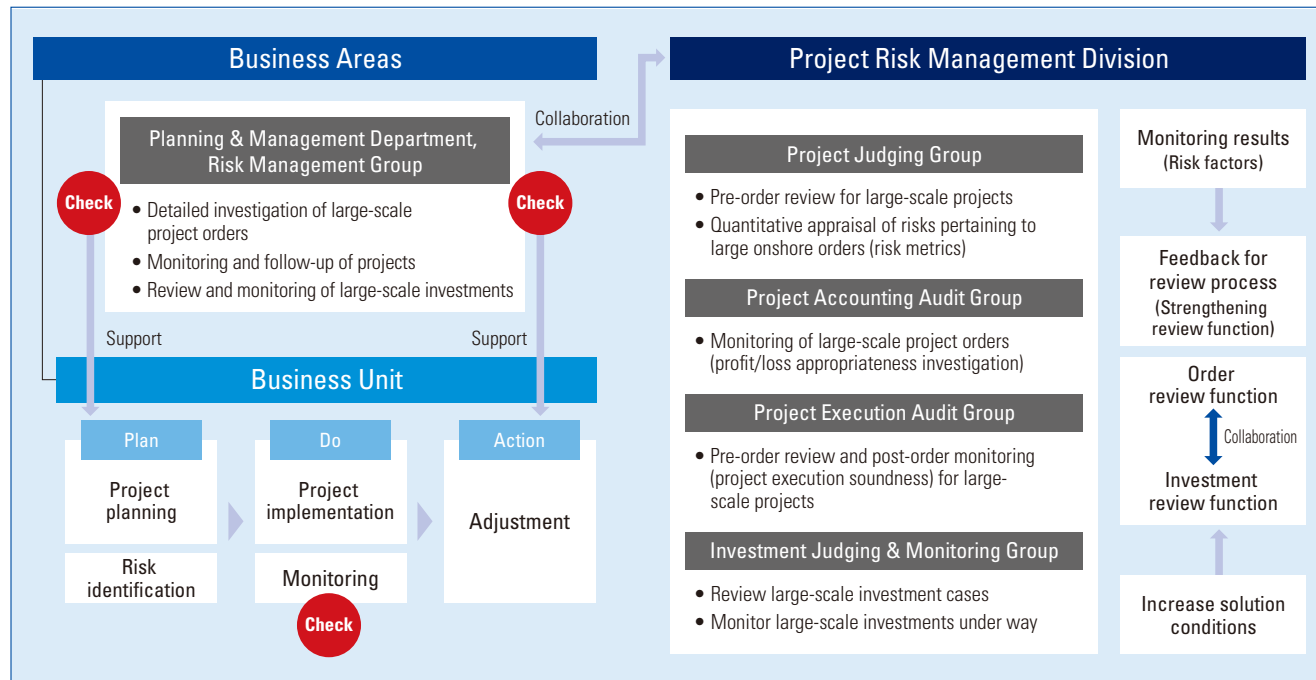 Business Areas
Collaboration
Planning & Management Department,
Risk Management Group
Check
Check
• Detailed investigation of large-scale
project orders
• Monitoring and follow-up of projects
• Review and monitoring of large-scale investments
Support
Support
Business Unit
Plan
Project
planning
Risk
identification
Do
Project
implementation
Monitoring
Check
Action
Adjustment
Project Risk Management Division
Project Judging Group
• Pre-order review for large-scale projects
• Quantitative appraisal of risks pertaining to
large onshore orders (risk metrics)
Project Accounting Audit Group
• Monitoring of large-scale project orders
(profit/loss appropriateness investigation)
Project Execution Audit Group
• Pre-order review and post-order monitoring
(project execution soundness) for large-
scale projects
Investment Judging & Monitoring Group
• Review large-scale investment cases
• Monitor large-scale investments under way
Monitoring results
(Risk factors)
Feedback for
review process
(Strengthening
review function)
Order
review function
Collaboration
Investment
review function
Increase solution
conditions